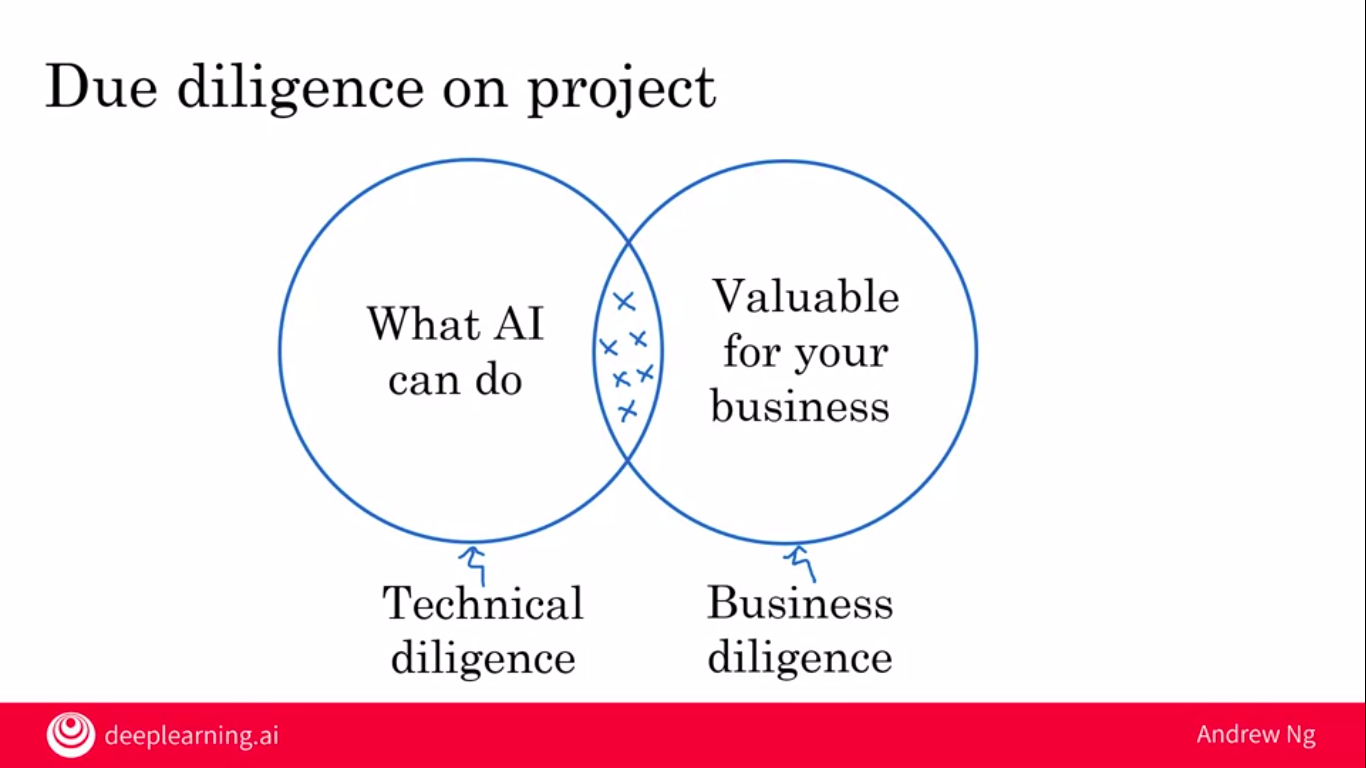 Due diligence on project
What AI
can do
Valuable
for your
business
Technical
diligence
Business
diligence
deeplearning.ai
Andrew Ng